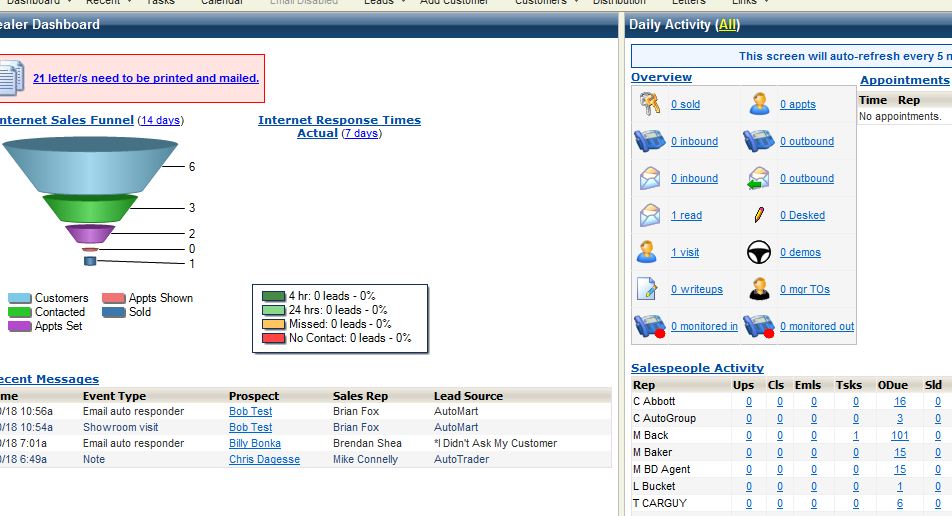 Dashboard Recent Tasks Calendar Email Disabled Leads Add Customer Customers Distribution Letters Links
ealer Dashboard
21 letter/s need to be printed and mailed.
nternet Sales Funnel (14 days)
6
3
2
0
1
Customers Appts Shown
Contacted Sold
Appts Set
Internet Response Times
Actual (7 days)
4 hr: 0 leads - 0%
24 hrs: 0 leads - 0%
Missed: 0 leads - 0%
No Contact: 0 leads - 0%
ecent Messages
me Event Type Prospect Sales Rep Lead Source
0/18 10:56a Email auto responder Bob Test Brian Fox AutoMart
0/18 10:54a Showroom visit Bob Test Brian Fox AutoMart
0/18 7:01a Email auto responder Billy Bonka Brendan Shea *I Didn't Ask My Customer
0/18 6:49a Note Chris Dagesse Mike Connelly AutoTrader
Daily Activity (All)
This screen will auto-refresh every 5 m
Overview
0 sold 0 appts
0 inbound 0 outbound
0 inbound 0 outbound
1 read 0 Desked
1 visit 0 demos
0 writeups 0 mgr TOs
0 monitored in 0 monitored out
Appointments
Time Rep
No appointments.
Salespeople Activity
Rep Ups Cls Emls Tsks ODue Sld
C Abbott 0 0 0 0 16 0
C AutoGroup 0 0 0 0 3 0
M Back 0 0 0 1 101 0
M Baker 0 0 0 0 15 0
M BD Agent 0 0 0 0 15 0
L Bucket 0 0 0 0 1 0
T CARGUY 0 0 0 0 6 0